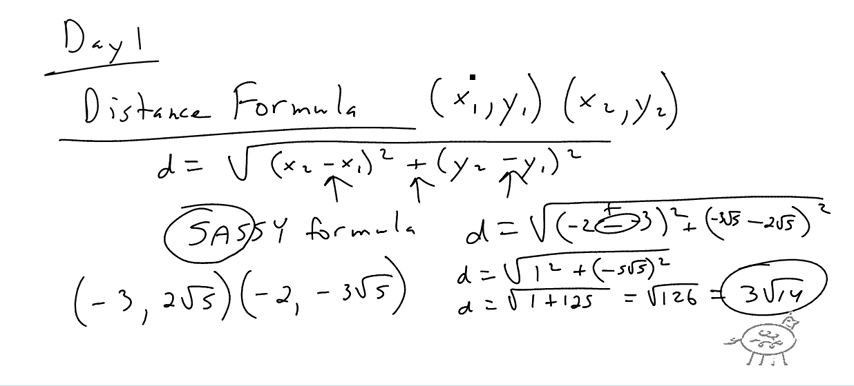 Day 1
Distance Formula (x₁, y₁) (x₂, y₂)
d = √((x₂ - x₁)² + (y₂ - y₁)²)
SASSY formula
(-3, 2√5) (-2, -3√5)
d = √((-2 - -3)² + (-3√5 - 2√5)²)
d = √(1² + (-5√5)²)
d = √(1 + 125) = √126 = 3√14